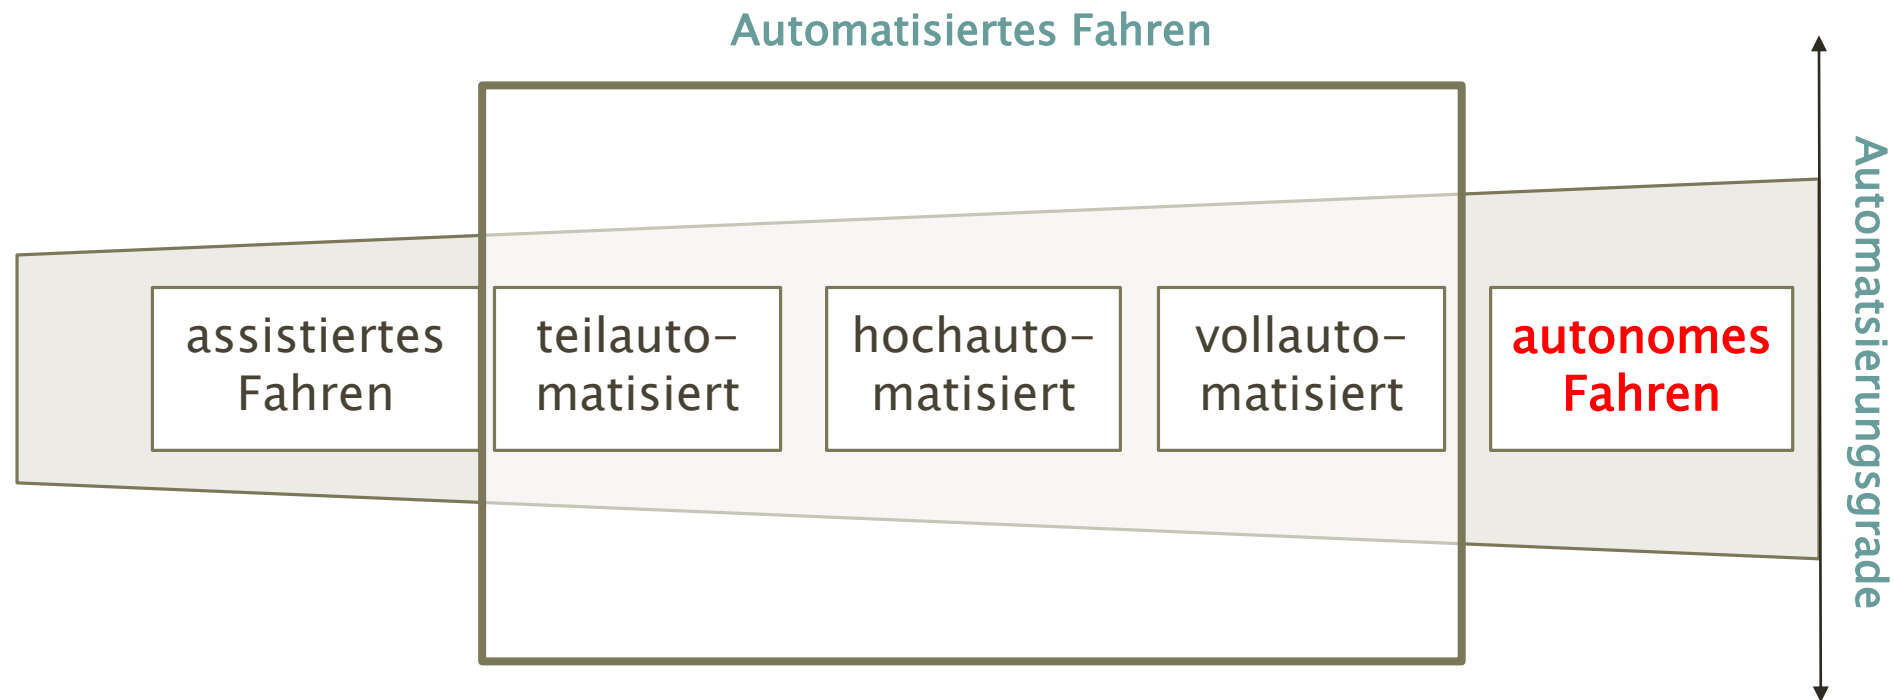 Automatisiertes Fahren
assistiertes
Fahren
teilauto-
matisiert
hochauto-
matisiert
vollauto-
matisiert
autonomes
Fahren
Automatsierungsgrade